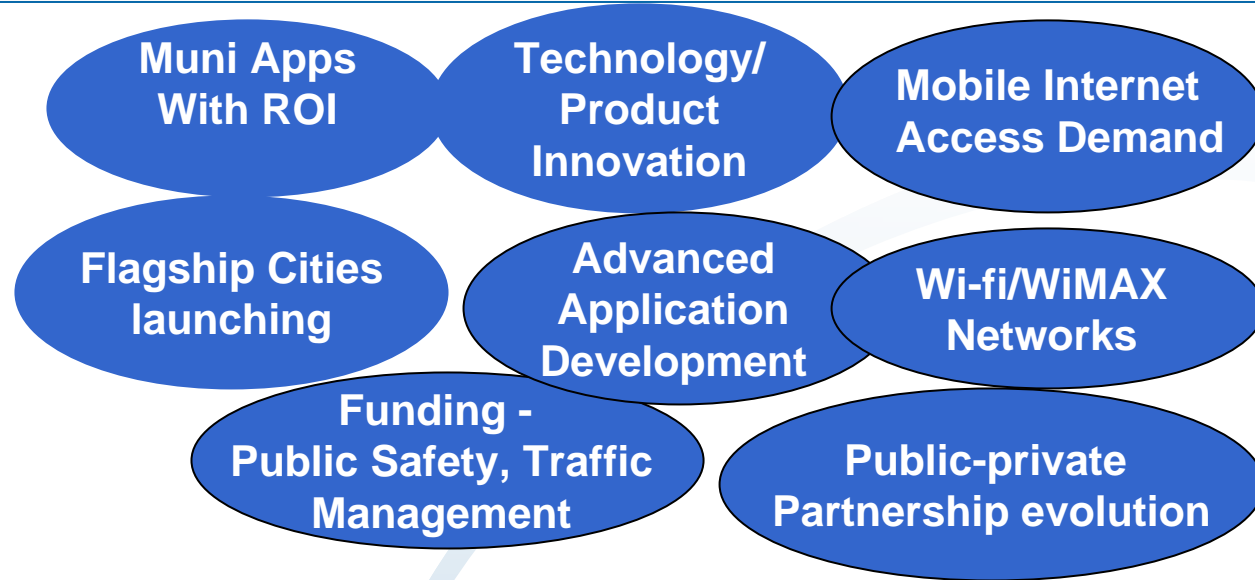 Muni Apps
With ROI
Technology/
Product
Innovation
Mobile Internet
Access Demand
Flagship Cities
launching
Advanced
Application
Development
Wi-fi/WiMAX
Networks
Funding -
Public Safety, Traffic
Management
Public-private
Partnership evolution